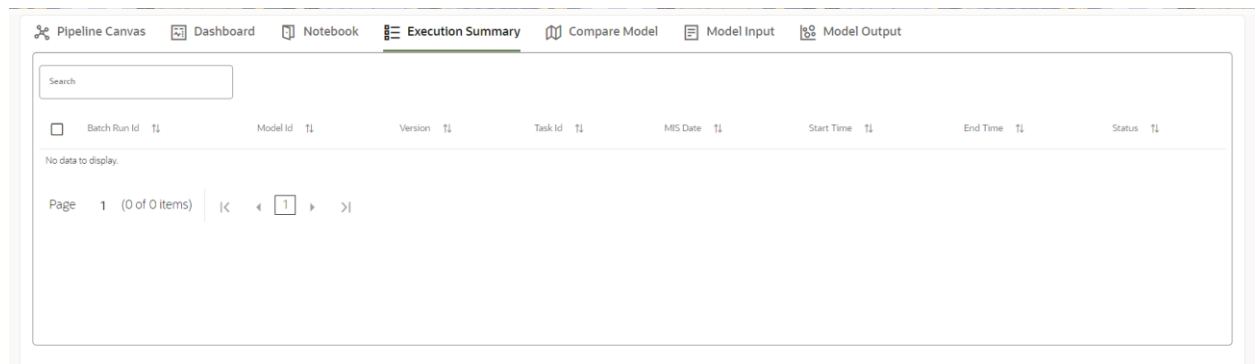 Pipeline Canvas Dashboard Notebook Execution Summary Compare Model Model Input Model Output
Search
Batch Run Id Model Id Version Task Id MIS Date Start Time End Time Status
No data to display.
Page 1 (0 of 0 items) 1